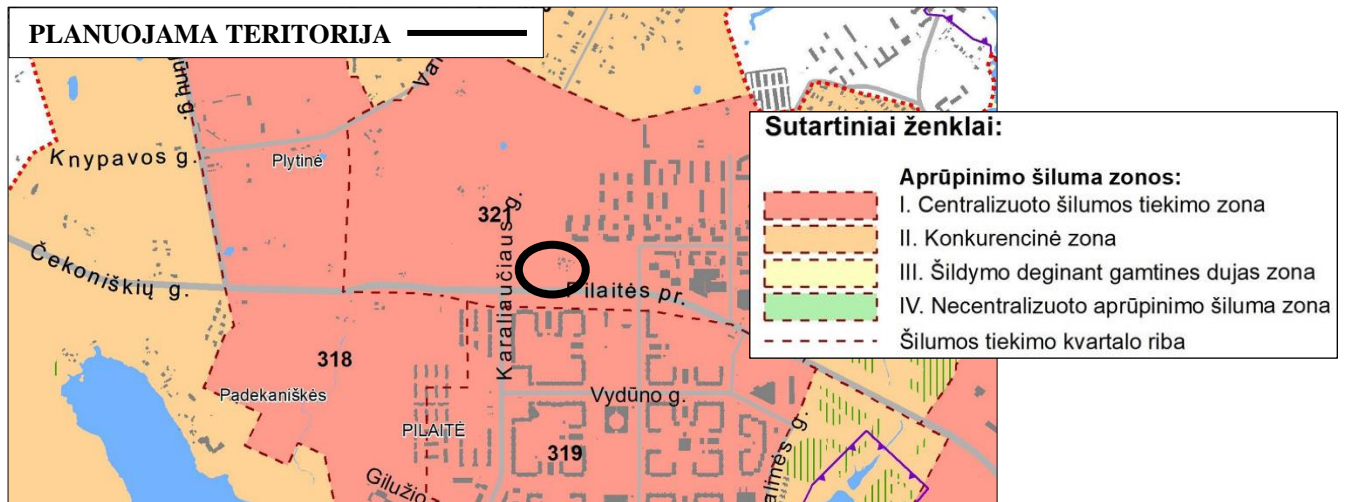 PLANUOJAMA TERITORIJA
Knypavos g.
Plytinė
Čekoniškių g.
321
Karaliaučiaus g.
Pilaitės pr.
318
Padekaniškės
PILAITĖ
Vydūno g.
319
Gilužio
Sutartiniai ženklai:
Aprūpinimo šiluma zonos:
I. Centralizuoto šilumos tiekimo zona
II. Konkurencinė zona
III. Šildymo deginant gamtines dujas zona
IV. Necentralizuoto aprūpinimo šiluma zona
Šilumos tiekimo kvartalo riba